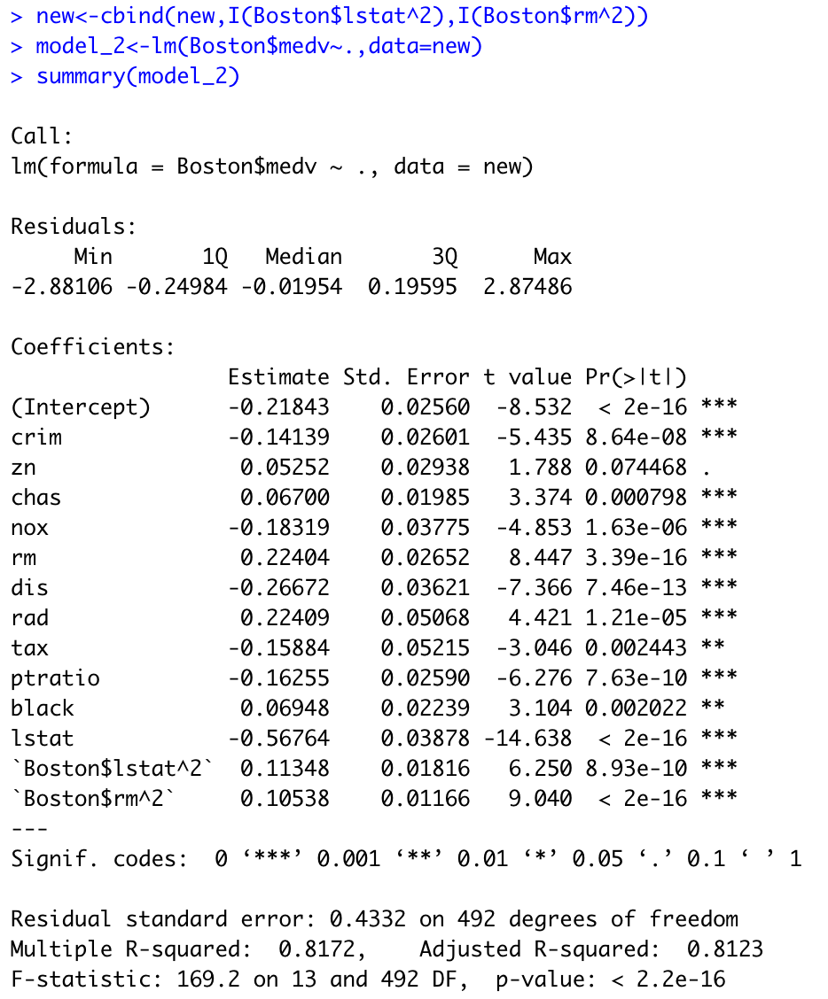 > new<-cbind(new,I(Boston$lstat^2),I(Boston$rm^2))
> model_2<-lm(Boston$medv~.,data=new)
> summary(model_2)
Call:
lm(formula = Boston$medv ~ ., data = new)
Residuals:
     Min       1Q   Median       3Q      Max
-2.88106 -0.24984 -0.01954  0.19595  2.87486
Coefficients:
                 Estimate Std. Error t value Pr(>|t|)
(Intercept)      -0.21843    0.02560  -8.532  < 2e-16 ***
crim             -0.14139    0.02601  -5.435 8.64e-08 ***
zn                0.05252    0.02938   1.788 0.074468 .
chas              0.06700    0.01985   3.374 0.000798 ***
nox              -0.18319    0.03775  -4.853 1.63e-06 ***
rm                0.22404    0.02652   8.447 3.39e-16 ***
dis              -0.26672    0.03621  -7.366 7.46e-13 ***
rad               0.22409    0.05068   4.421 1.21e-05 ***
tax              -0.15884    0.05215  -3.046 0.002443 **
ptratio          -0.16255    0.02590  -6.276 7.63e-10 ***
black             0.06948    0.02239   3.104 0.002022 **
lstat            -0.56764    0.03878 -14.638  < 2e-16 ***
`Boston$lstat^2`  0.11348    0.01816   6.250 8.93e-10 ***
`Boston$rm^2`     0.10538    0.01166   9.040  < 2e-16 ***
---
Signif. codes:  0 ‘***’ 0.001 ‘**’ 0.01 ‘*’ 0.05 ‘.’ 0.1 ‘ ’ 1
Residual standard error: 0.4332 on 492 degrees of freedom
Multiple R-squared:  0.8172,    Adjusted R-squared:  0.8123
F-statistic: 169.2 on 13 and 492 DF,  p-value: < 2.2e-16